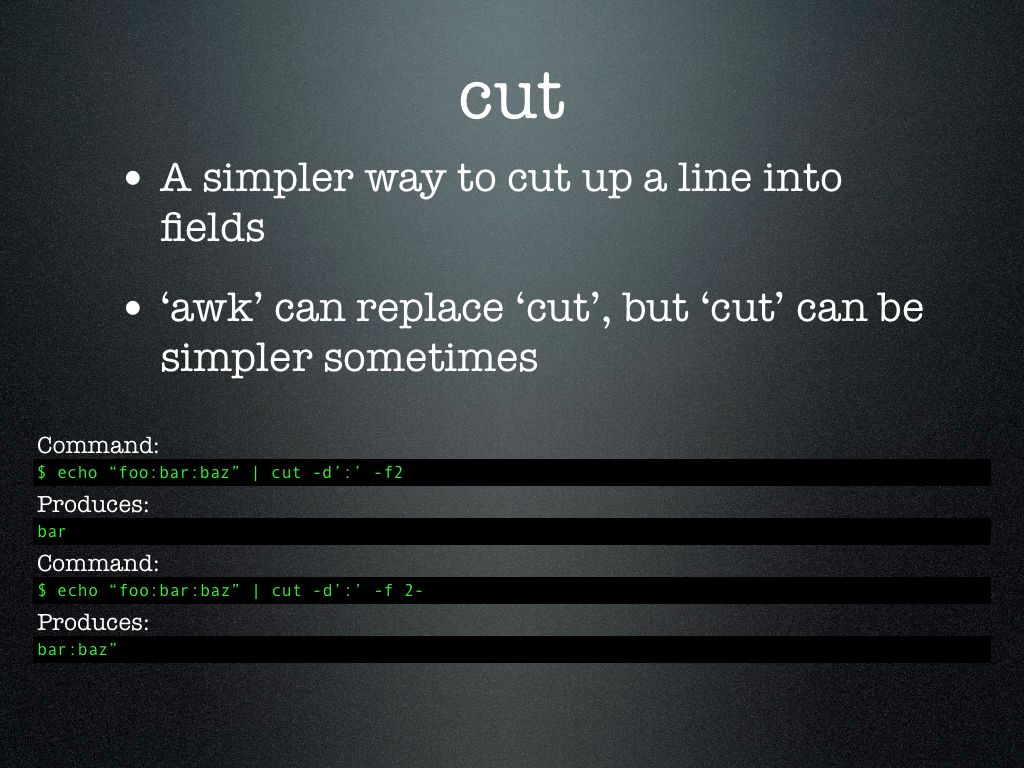 cut
• A simpler way to cut up a line into
fields
• ‘awk’ can replace ‘cut’, but ‘cut’ can be
simpler sometimes
Command:
$ echo “foo:bar:baz” | cut -d’:’ -f2
Produces:
bar
Command:
$ echo “foo:bar:baz” | cut -d’:’ -f 2-
Produces:
bar:baz”